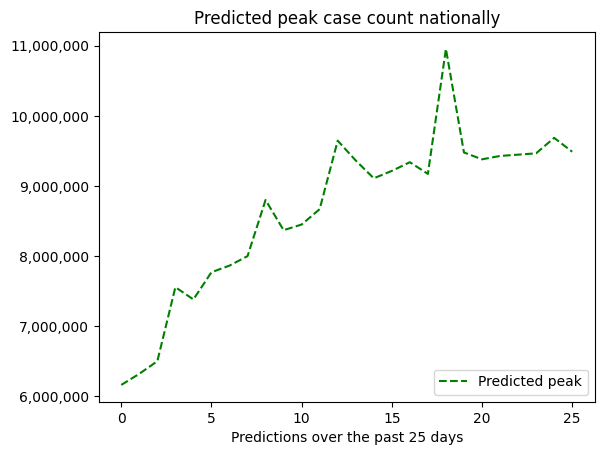 Predicted peak case count nationally
11,000,000
10,000,000
9,000,000
8,000,000
7,000,000
6,000,000
Predicted peak
0 5 10 15 20 25
Predictions over the past 25 days